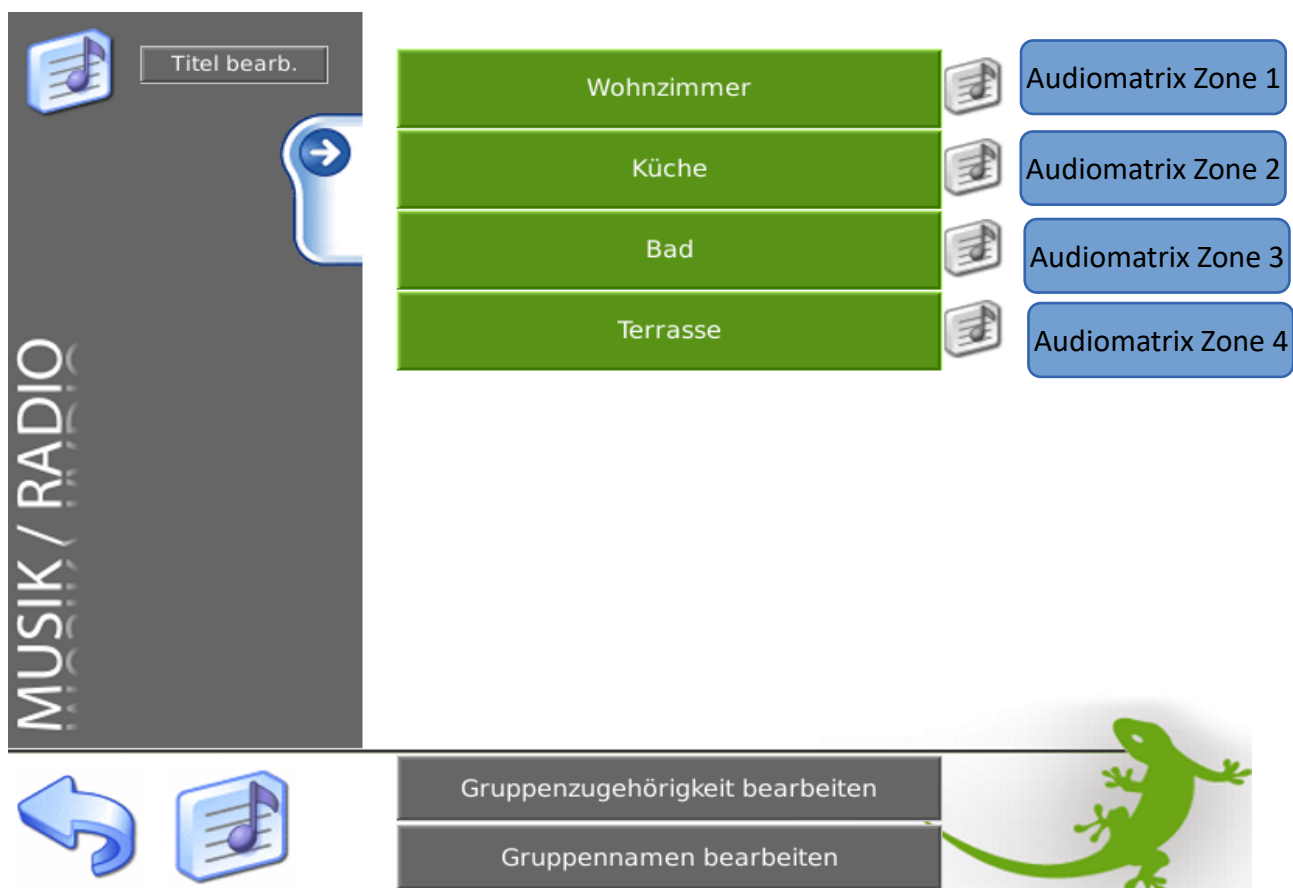 Titel bearb.
MUSIK / RADIO
Wohnzimmer
Audiomatrix Zone 1
Küche
Audiomatrix Zone 2
Bad
Audiomatrix Zone 3
Terrasse
Audiomatrix Zone 4
Gruppenzugehörigkeit bearbeiten
Gruppennamen bearbeiten